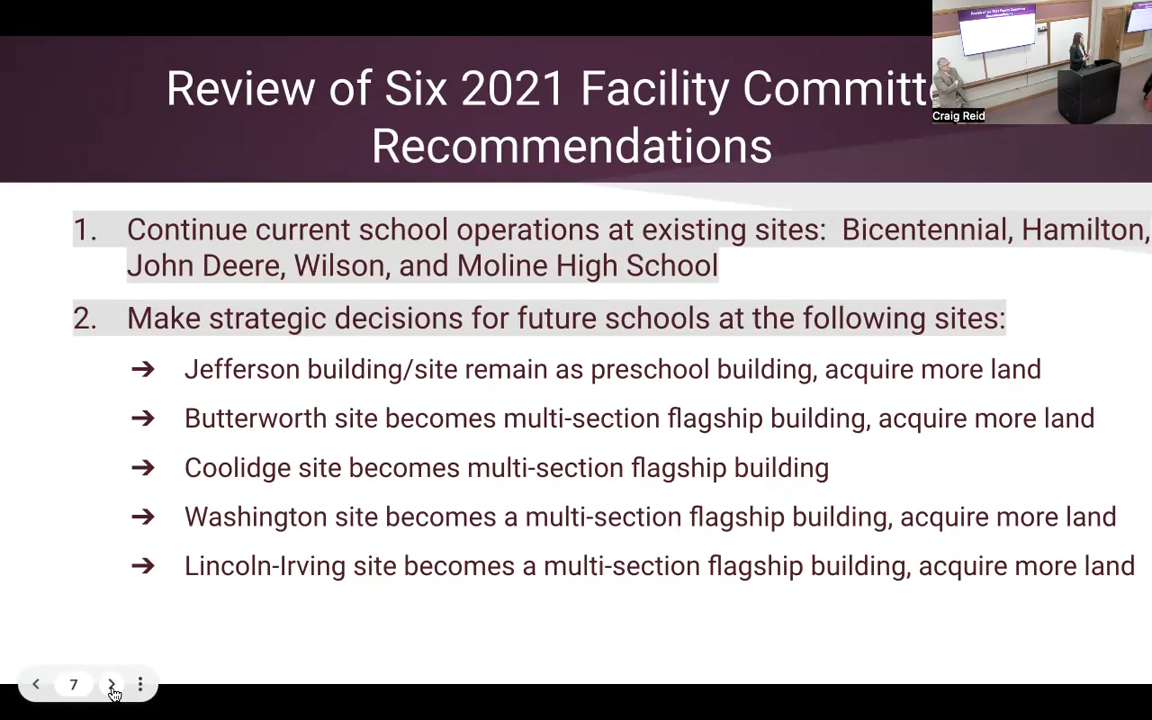 Review of Six 2021 Facility Committ
Recommendations
Craig Reid
1. Continue current school operations at existing sites: Bicentennial, Hamilton,
John Deere, Wilson, and Moline High School
2. Make strategic decisions for future schools at the following sites:
➔ Jefferson building/site remain as preschool building, acquire more land
➔ Butterworth site becomes multi-section flagship building, acquire more land
➔ Coolidge site becomes multi-section flagship building
➔ Washington site becomes a multi-section flagship building, acquire more land
➔ Lincoln-Irving site becomes a multi-section flagship building, acquire more land
7